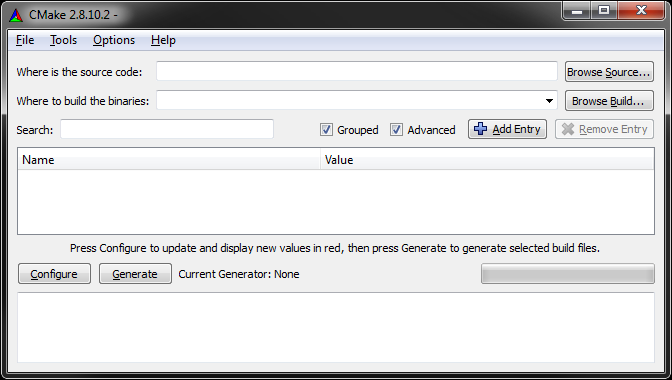 CMake 2.8.10.2 -
File Tools Options Help
Where is the source code: Browse Source...
Where to build the binaries: Browse Build...
Search: Grouped Advanced Add Entry Remove Entry
Name Value
Press Configure to update and display new values in red, then press Generate to generate selected build files.
Configure Generate Current Generator: None